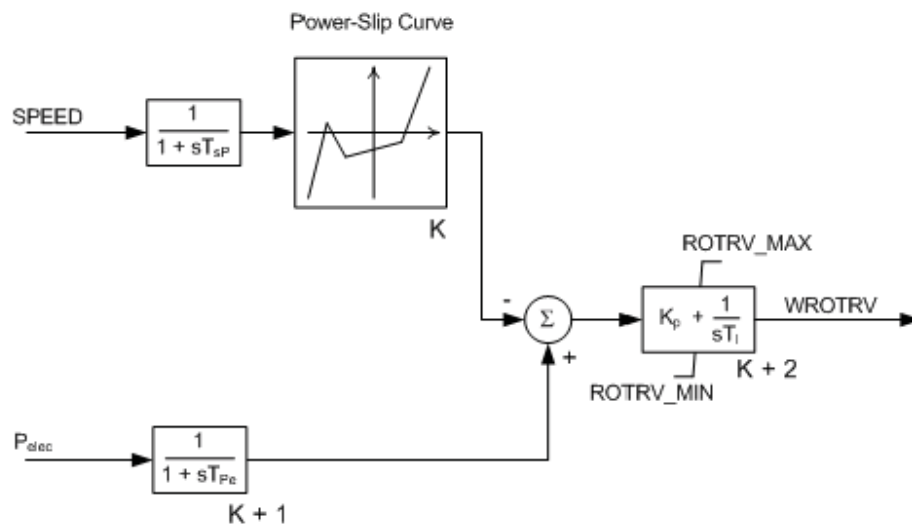 Power-Slip Curve
SPEED
1
1 + sT_sP
K
ROTRV_MAX
-
Σ
K_p + 1
sT_I
WROTRV
+
K + 2
ROTRV_MIN
P_elec
1
1 + sT_Pe
K + 1